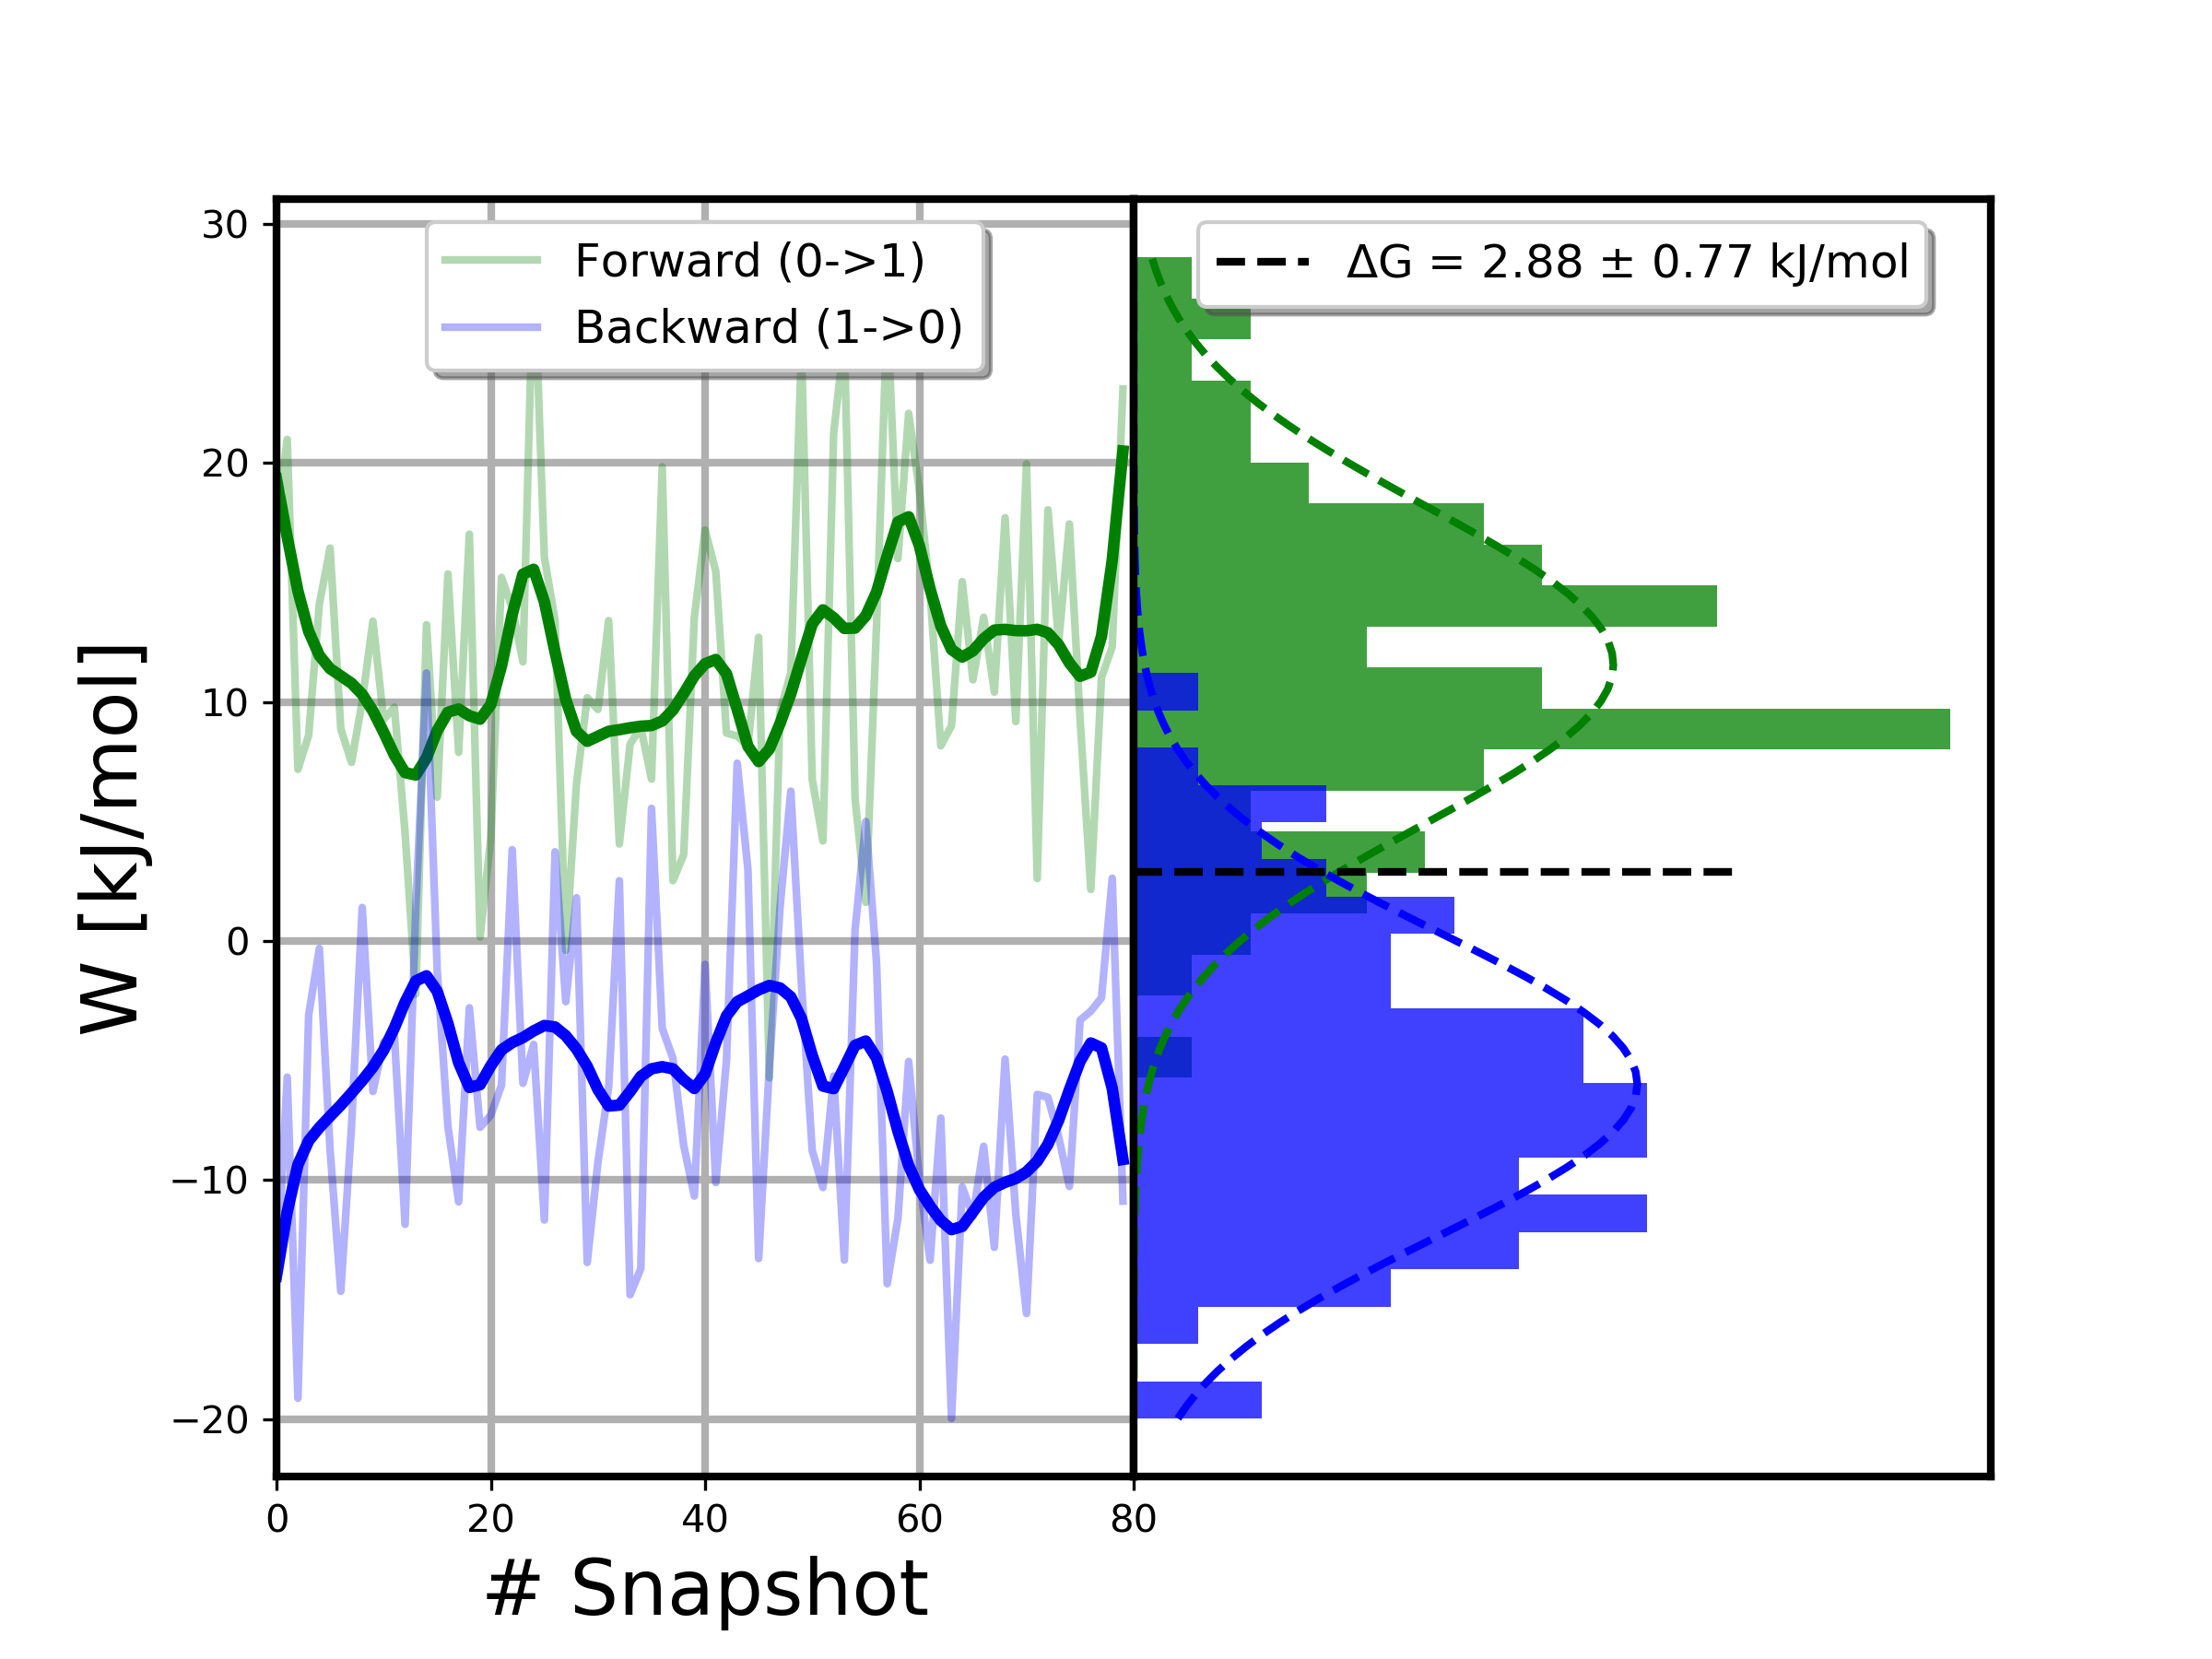 Forward (0->1)
Backward (1->0)
ΔG = 2.88 ± 0.77 kJ/mol
W [kJ/mol]
30
20
10
0
−10
−20
0 20 40 60 80
# Snapshot